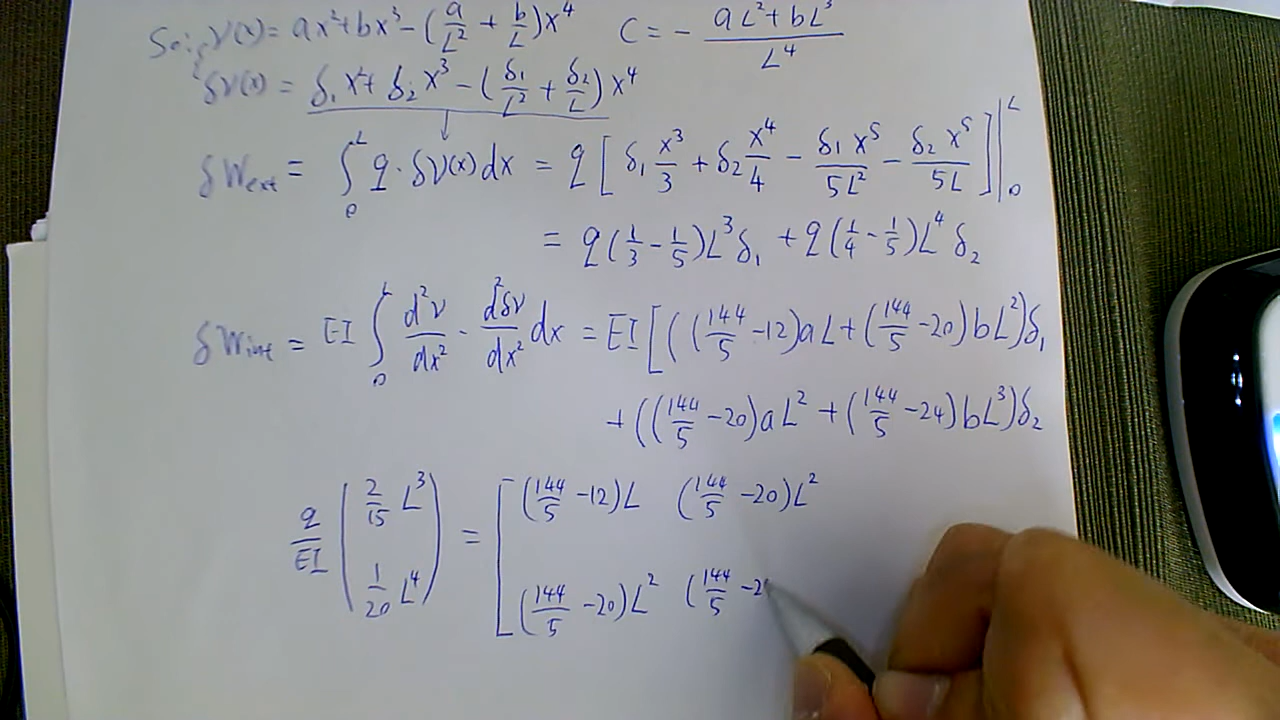 So: v(x) = ax² + bx³ - (a/L² + b/L)x⁴ C = - (aL² + bL³)/L⁴
δv(x) = δ₁x² + δ₂x³ - (δ₁/L² + δ₂/L)x⁴
δW_ext = ∫₀ᴸ q·δv(x)dx = q[δ₁ x³/3 + δ₂ x⁴/4 - δ₁x⁵/5L² - δ₂x⁵/5L]|₀ᴸ
= q(1/3 - 1/5)L³δ₁ + q(1/4 - 1/5)L⁴δ₂
δW_int = EI ∫₀ᴸ d²v/dx² · d²δv/dx² dx = EI[((144/5 - 12)aL + (144/5 - 20)bL²)δ₁
+ ((144/5 - 20)aL² + (144/5 - 24)bL³)δ₂
q/EI (2/15 L³ 1/20 L⁴) = [(144/5 - 12)L (144/5 - 20)L²
(144/5 - 20)L² (144/5 - 2